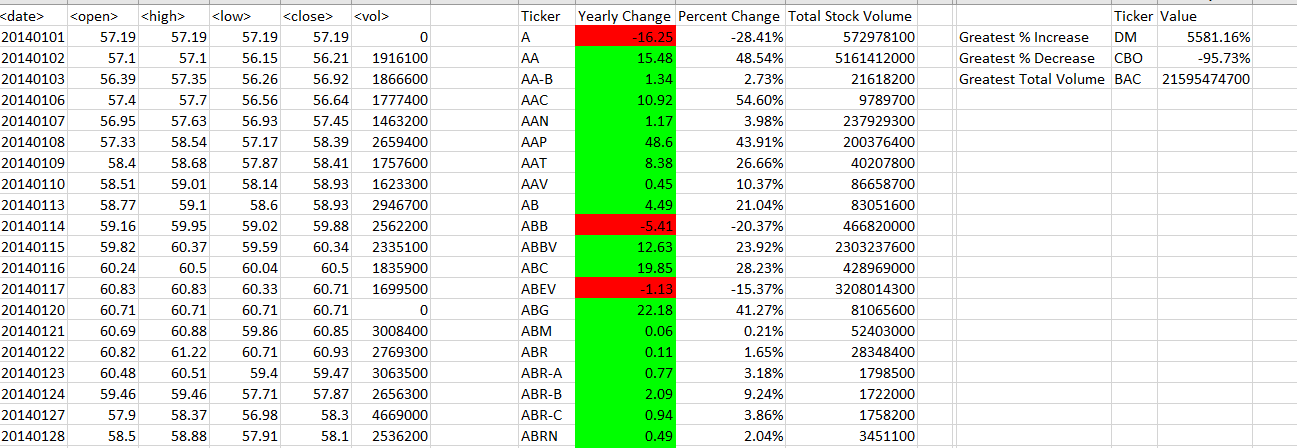 <date> <open> <high> <low> <close> <vol> Ticker Yearly Change Percent Change Total Stock Volume Ticker Value
20140101 57.19 57.19 57.19 57.19 0 A -16.25 -28.41% 572978100 Greatest % Increase DM 5581.16%
20140102 57.1 57.1 56.15 56.21 1916100 AA 15.48 48.54% 5161412000 Greatest % Decrease CBO -95.73%
20140103 56.39 57.35 56.26 56.92 1866600 AA-B 1.34 2.73% 21618200 Greatest Total Volume BAC 21595474700
20140106 57.4 57.7 56.56 56.64 1777400 AAC 10.92 54.60% 9789700
20140107 56.95 57.63 56.93 57.45 1463200 AAN 1.17 3.98% 237929300
20140108 57.33 58.54 57.17 58.39 2659400 AAP 48.6 43.91% 200376400
20140109 58.4 58.68 57.87 58.41 1757600 AAT 8.38 26.66% 40207800
20140110 58.51 59.01 58.14 58.93 1623300 AAV 0.45 10.37% 86658700
20140113 58.77 59.1 58.6 58.93 2946700 AB 4.49 21.04% 83051600
20140114 59.16 59.95 59.02 59.88 2562200 ABB -5.41 -20.37% 466820000
20140115 59.82 60.37 59.59 60.34 2335100 ABBV 12.63 23.92% 2303237600
20140116 60.24 60.5 60.04 60.5 1835900 ABC 19.85 28.23% 428969000
20140117 60.83 60.83 60.33 60.71 1699500 ABEV -1.13 -15.37% 3208014300
20140120 60.71 60.71 60.71 60.71 0 ABG 22.18 41.27% 81065600
20140121 60.69 60.88 59.86 60.85 3008400 ABM 0.06 0.21% 52403000
20140122 60.82 61.22 60.71 60.93 2769300 ABR 0.11 1.65% 28348400
20140123 60.48 60.51 59.4 59.47 3063500 ABR-A 0.77 3.18% 1798500
20140124 59.46 59.46 57.71 57.87 2656300 ABR-B 2.09 9.24% 1722000
20140127 57.9 58.37 56.98 58.3 4669000 ABR-C 0.94 3.86% 1758200
20140128 58.5 58.88 57.91 58.1 2536200 ABRN 0.49 2.04% 3451100